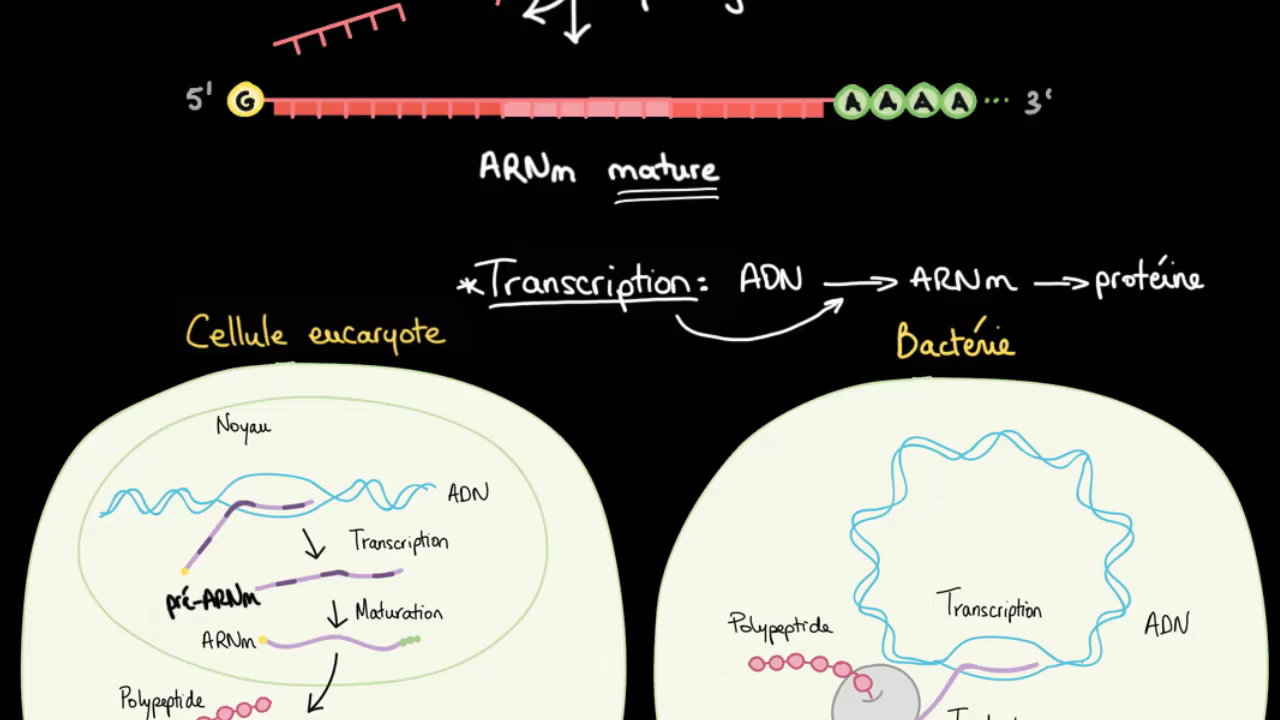 5' G A A A A ... 3'
ARNm mature
*Transcription: ADN → ARNm → protéine
Cellule eucaryote
Bactérie
Noyau
ADN
Transcription
pré-ARNm
Maturation
ARNm
Polypeptide
Transcription
ADN
Polypeptide